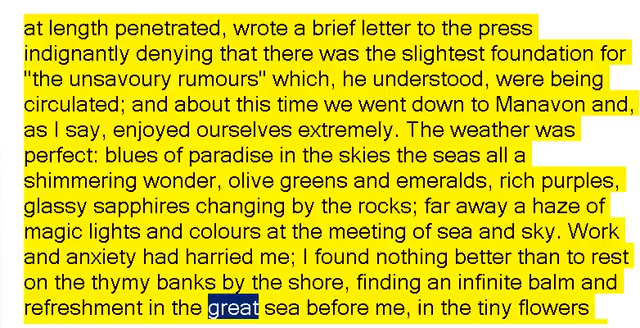 at length penetrated, wrote a brief letter to the press
indignantly denying that there was the slightest foundation for
"the unsavoury rumours" which, he understood, were being
circulated; and about this time we went down to Manavon and,
as I say, enjoyed ourselves extremely. The weather was
perfect: blues of paradise in the skies the seas all a
shimmering wonder, olive greens and emeralds, rich purples,
glassy sapphires changing by the rocks; far away a haze of
magic lights and colours at the meeting of sea and sky. Work
and anxiety had harried me; I found nothing better than to rest
on the thymy banks by the shore, finding an infinite balm and
refreshment in the great sea before me, in the tiny flowers